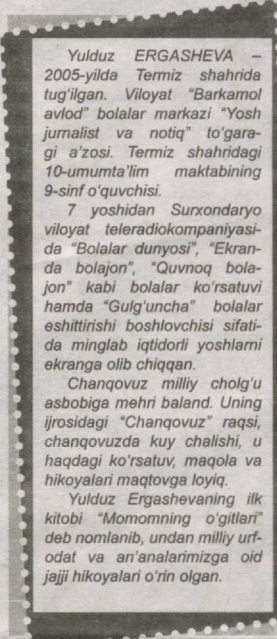 Yulduz ERGASHEVA –
2005-yilda Termiz shahrida
tug‘ilgan. Viloyat “Barkamol
avlod” bolalar markazi “Yosh
jurnalist va notiq” to‘gara-
gi a’zosi. Termiz shahridagi
10-umumta’lim maktabining
9-sinf o‘quvchisi.
7 yoshidan Surxondaryo
viloyat teleradiokompaniyasi-
da “Bolalar dunyosi”, “Ekran-
da bolajon”, “Quvnoq bola-
jon” kabi bolalar ko‘rsatuvi
hamda “Gulg‘uncha” bolalar
eshittirishi boshlovchisi sifati-
da minglab iqtidorli yoshlarni
ekranga olib chiqqan.
Chanqovuz milliy cholg‘u
asbobiga mehri baland. Uning
ijrosidagi “Chanqovuz” raqsi,
chanqovuzda kuy chalishi, u
haqdagi ko‘rsatuv, maqola va
hikoyalari maqtovga loyiq.
Yulduz Ergashevaning ilk
kitobi “Momomning o‘gitlari”
deb nomlanib, undan milliy urf-
odat va an’analarimizga oid
jajji hikoyalari o‘rin olgan.